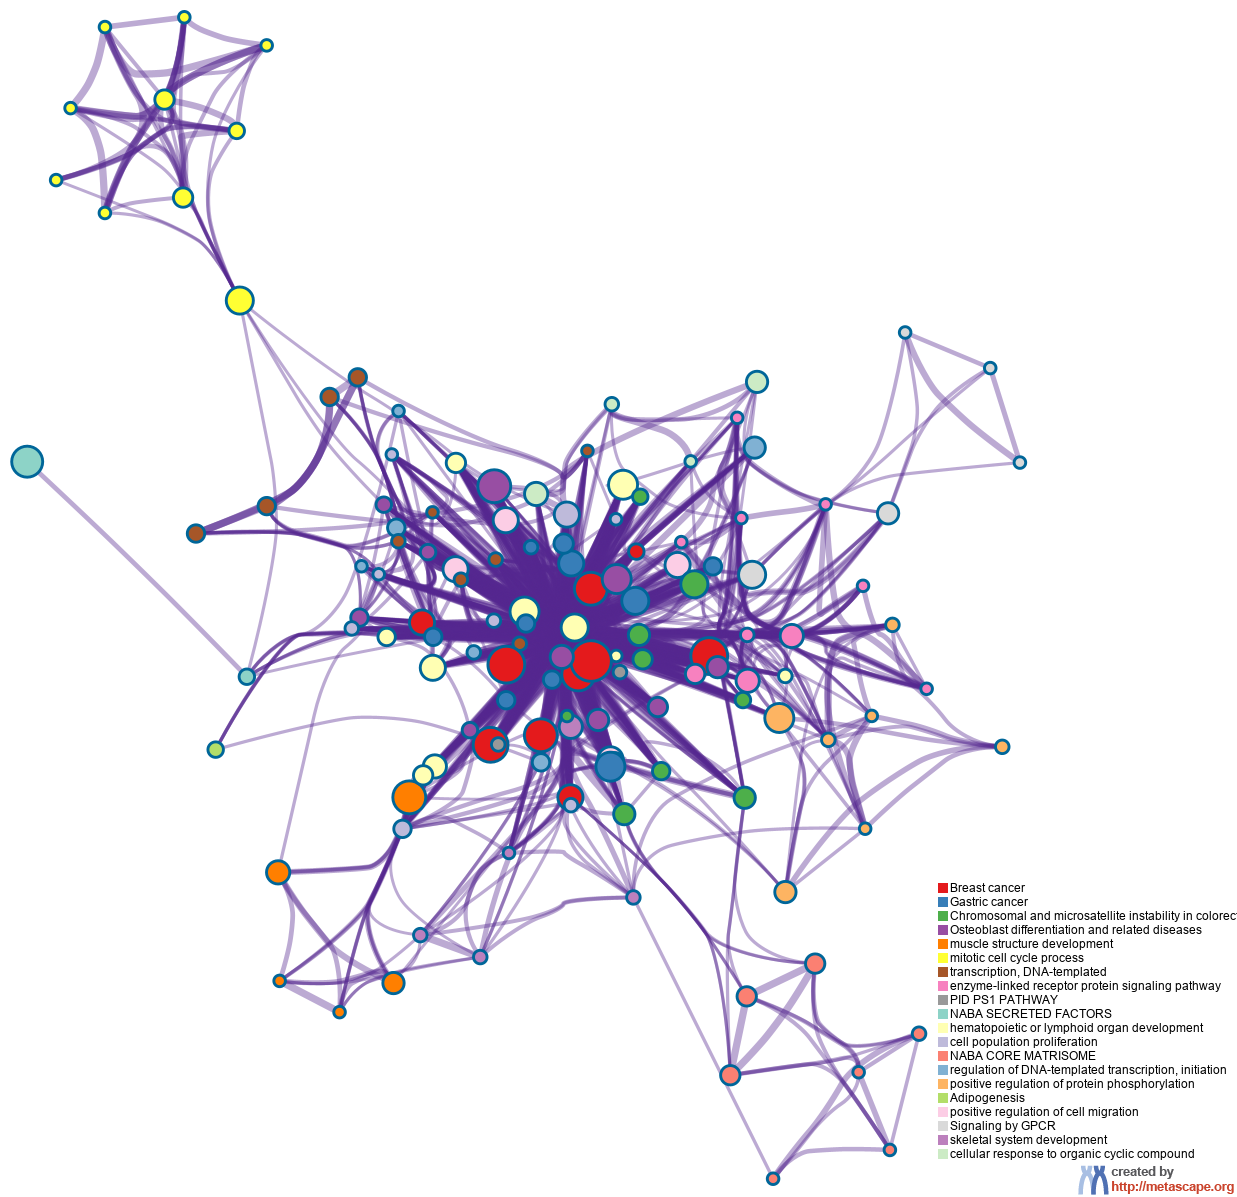 Breast cancer
Gastric cancer
Chromosomal and microsatellite instability in colorec
Osteoblast differentiation and related diseases
muscle structure development
mitotic cell cycle process
transcription, DNA-templated
enzyme-linked receptor protein signaling pathway
PID PS1 PATHWAY
NABA SECRETED FACTORS
hematopoietic or lymphoid organ development
cell population proliferation
NABA CORE MATRISOME
regulation of DNA-templated transcription, initiation
positive regulation of protein phosphorylation
Adipogenesis
positive regulation of cell migration
Signaling by GPCR
skeletal system development
cellular response to organic cyclic compound
created by
http://metascape.org